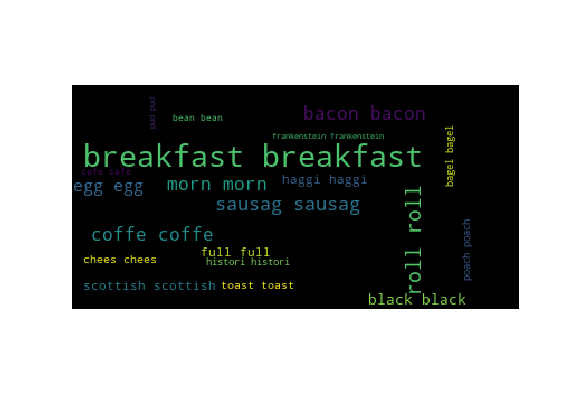 pud pud
bean bean
bacon bacon
frankenstein frankenstein
breakfast breakfast
bagel bagel
cafe cafe
egg egg
morn morn
haggi haggi
sausag sausag
roll roll
coffe coffe
poach poach
full full
chees chees
histori histori
scottish scottish
toast toast
black black